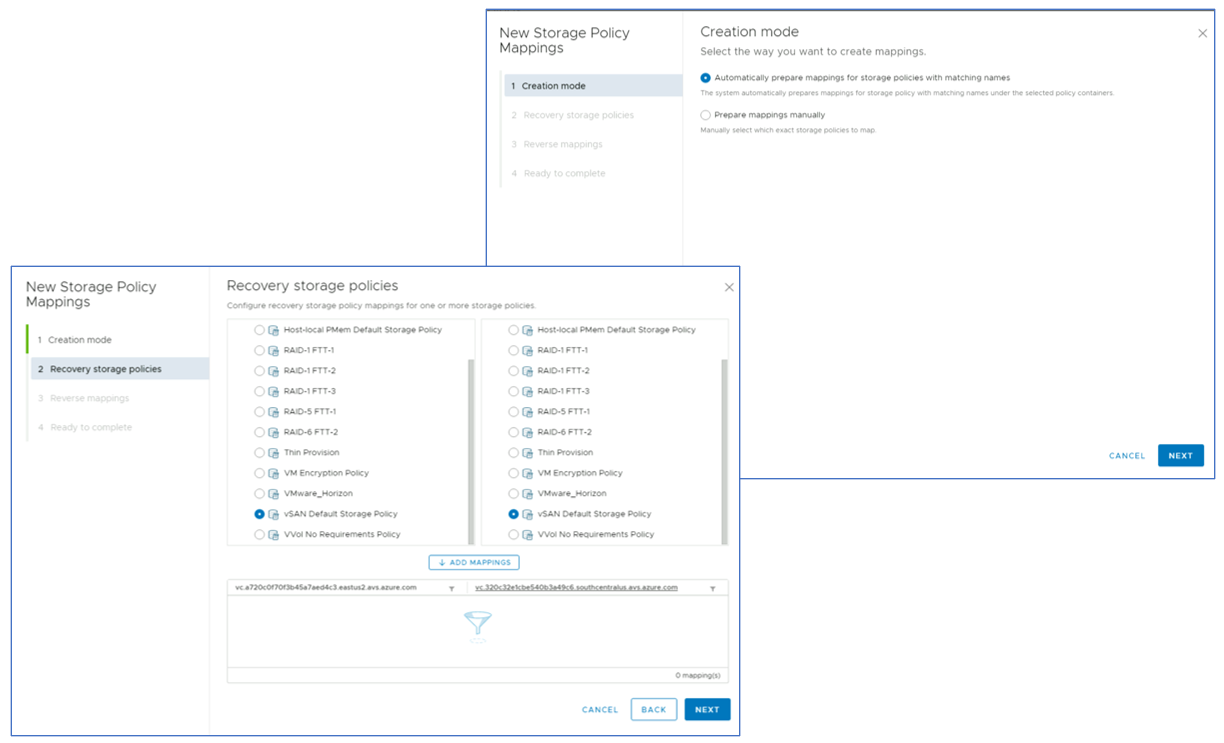 New Storage Policy
Mappings
1 Creation mode
2 Recovery storage policies
3 Reverse mappings
4 Ready to complete
Creation mode
Select the way you want to create mappings.
Automatically prepare mappings for storage policies with matching names
The system automatically prepares mappings for storage policy with matching names under the selected policy containers.
Prepare mappings manually
Manually select which exact storage policies to map.
CANCEL NEXT
New Storage Policy
Mappings
1 Creation mode
2 Recovery storage policies
3 Reverse mappings
4 Ready to complete
Recovery storage policies
Configure recovery storage policy mappings for one or more storage policies.
Host-local PMem Default Storage Policy
RAID-1 FTT-1
RAID-1 FTT-2
RAID-1 FTT-3
RAID-5 FTT-1
RAID-6 FTT-2
Thin Provision
VM Encryption Policy
VMware_Horizon
vSAN Default Storage Policy
VVol No Requirements Policy
Host-local PMem Default Storage Policy
RAID-1 FTT-1
RAID-1 FTT-2
RAID-1 FTT-3
RAID-5 FTT-1
RAID-6 FTT-2
Thin Provision
VM Encryption Policy
VMware_Horizon
vSAN Default Storage Policy
VVol No Requirements Policy
ADD MAPPINGS
vc.a720c0f70f3b45a7aed4c3.eastus2.avs.azure.com
vc.320c32e1cbe540b3a49c6.southcentralus.avs.azure.com
0 mapping(s)
CANCEL BACK NEXT